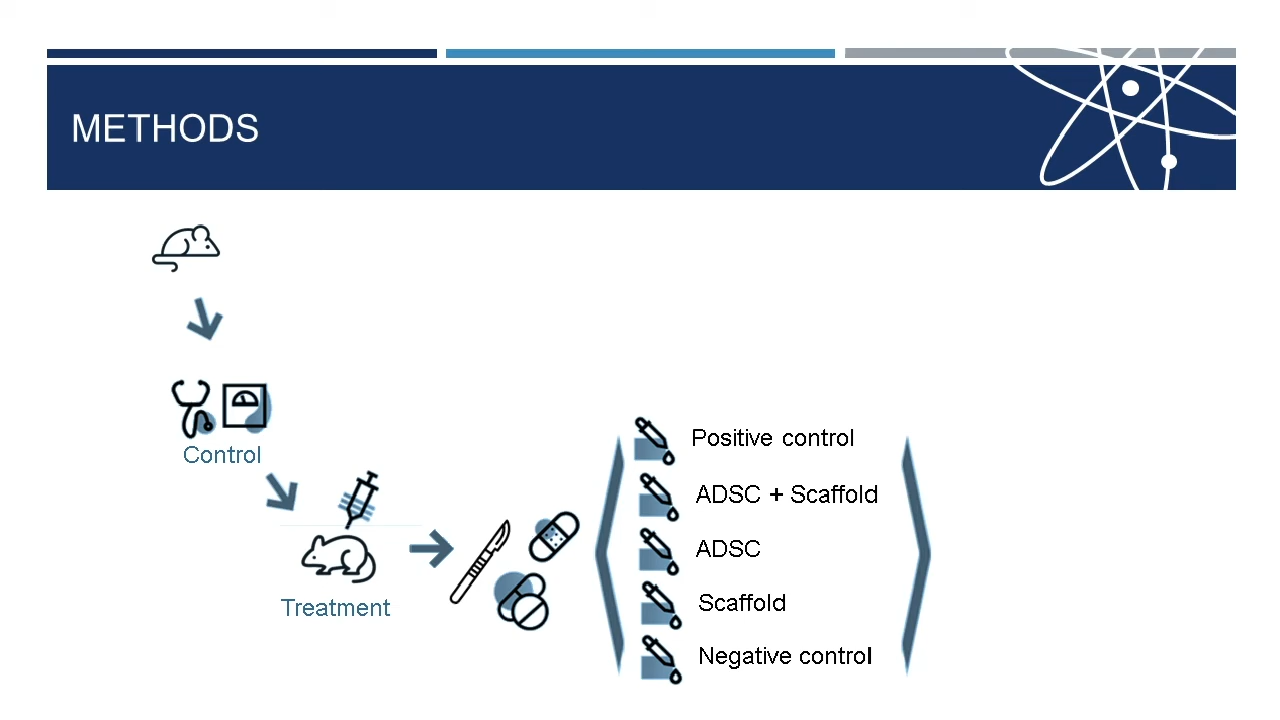 METHODS
Control
Treatment
Positive control
ADSC + Scaffold
ADSC
Scaffold
Negative control